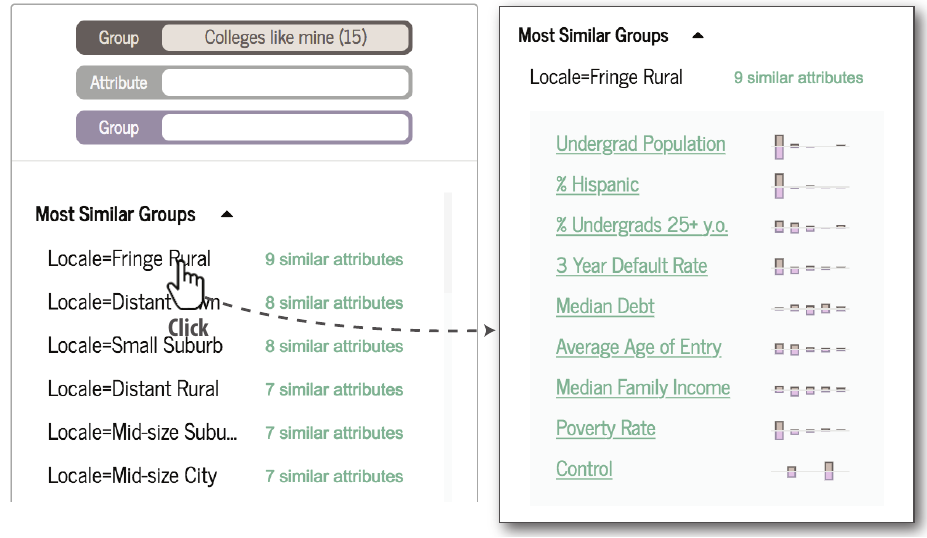 Group Colleges like mine (15)
Attribute
Group
Most Similar Groups
Locale=Fringe Rural 9 similar attributes
Locale=Distant wn 8 similar attributes
Click
Locale=Small Suburb 8 similar attributes
Locale=Distant Rural 7 similar attributes
Locale=Mid-size Subu... 7 similar attributes
Locale=Mid-size City 7 similar attributes
Most Similar Groups
Locale=Fringe Rural 9 similar attributes
Undergrad Population
% Hispanic
% Undergrads 25+ y.o.
3 Year Default Rate
Median Debt
Average Age of Entry
Median Family Income
Poverty Rate
Control